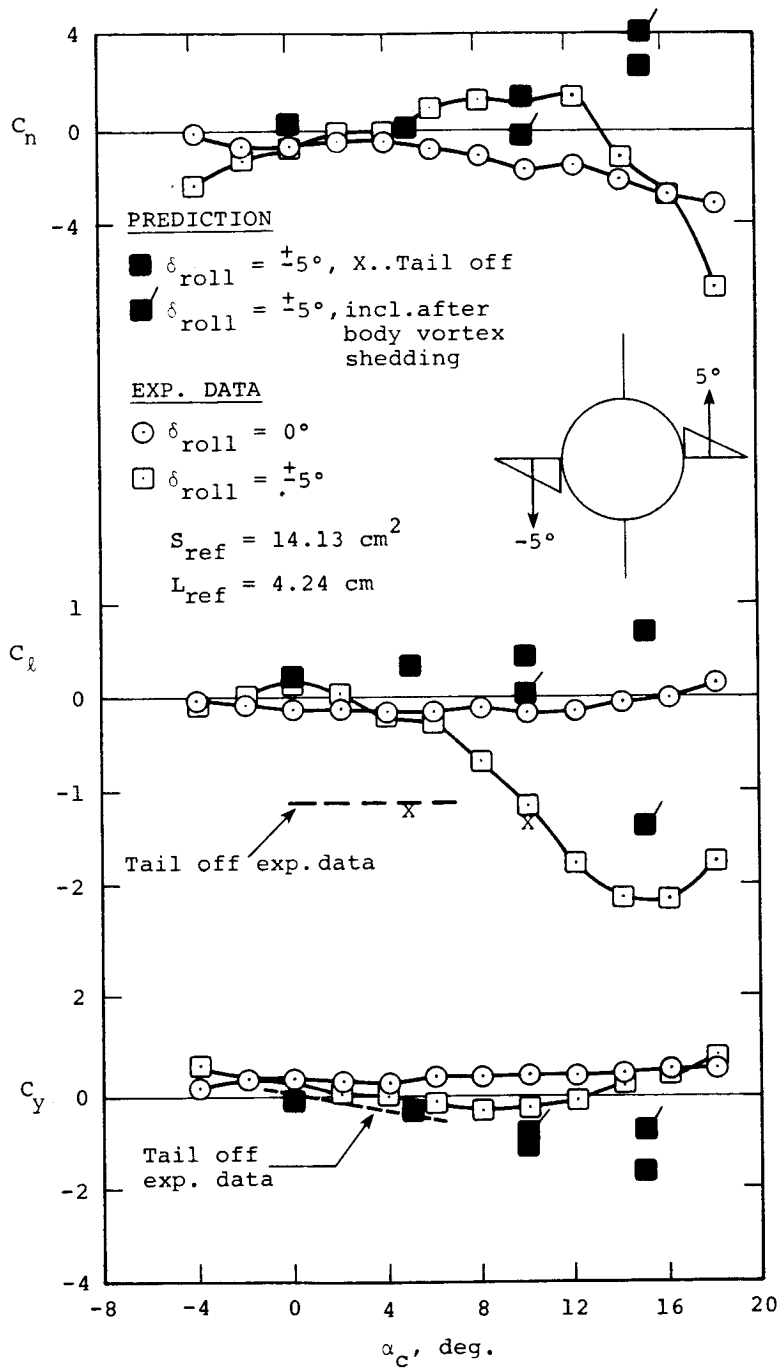 4
C_n
0
-4
PREDICTION
■ δ_roll = ±5°, X..Tail off
■ δ_roll = ±5°, incl.after
body vortex
shedding
EXP. DATA
⊙ δ_roll = 0°
⊡ δ_roll = ±5°
S_ref = 14.13 cm²
L_ref = 4.24 cm
5°
-5°
1
C_ℓ
0
-1
X
X
Tail off exp.data
-2
2
C_y
0
Tail off
exp. data
-2
-4
-8 -4 0 4 8 12 16 20
α_c, deg.